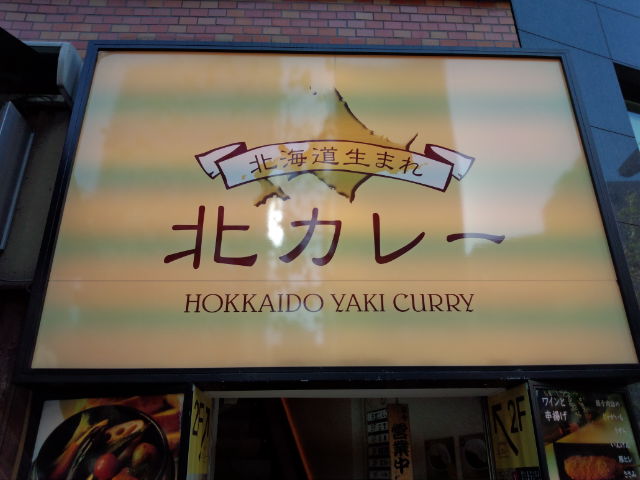 北海道生まれ
北カレー
HOKKAIDO YAKI CURRY
2F
営業中
2F
ワインと
串揚げ